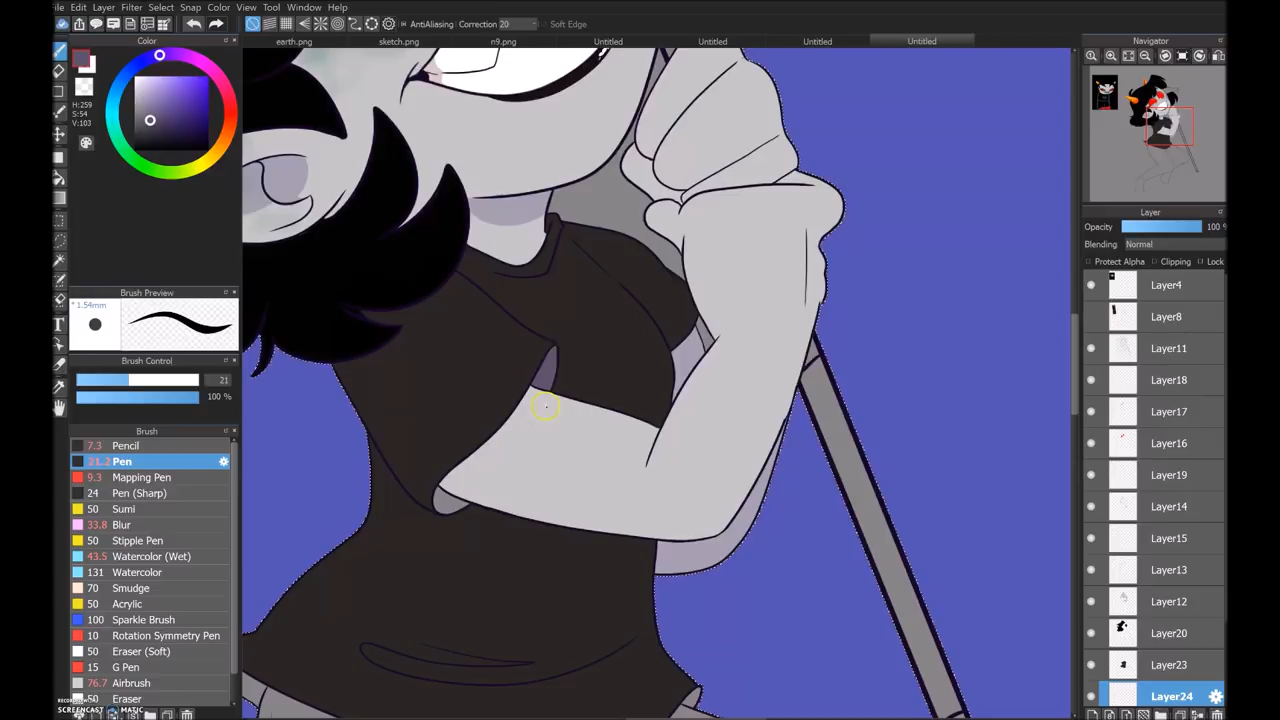 ile Edit Filter Layer Select Snap Color View Tool Window Help
AntiAliasing Correction 20 Soft Edge
earth.png sketch.png n9.png Untitled Untitled Untitled Untitled
Color
H:259
S:54
V:103
Brush Preview
* 1.54mm
Brush Control
21
100 %
Brush
7.3 Pencil
21.2 Pen
9.3 Mapping Pen
24 Pen (Sharp)
50 Sumi
33.8 Blur
50 Stipple Pen
43.5 Watercolor (Wet)
131 Watercolor
70 Smudge
50 Acrylic
100 Sparkle Brush
10 Rotation Symmetry Pen
50 Eraser (Soft)
15 G Pen
76.7 Airbrush
50 Eraser
SCREENCAST MATIC
Navigator
Layer
Opacity 100 %
Blending Normal
Protect Alpha Clipping Lock
Layer4
Layer8
Layer11
Layer18
Layer17
Layer16
Layer19
Layer14
Layer15
Layer13
Layer12
Layer20
Layer23
Layer24